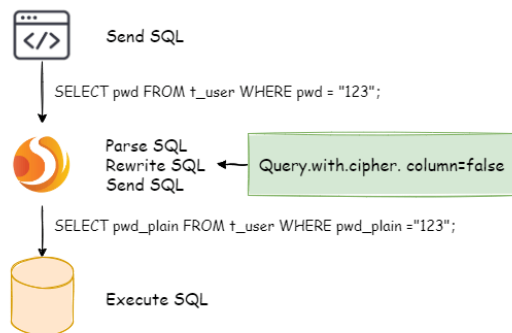 </>
Send SQL
SELECT pwd FROM t_user WHERE pwd = "123";
Parse SQL
Rewrite SQL
Send SQL
Query.with.cipher. column=false
SELECT pwd_plain FROM t_user WHERE pwd_plain ="123";
Execute SQL